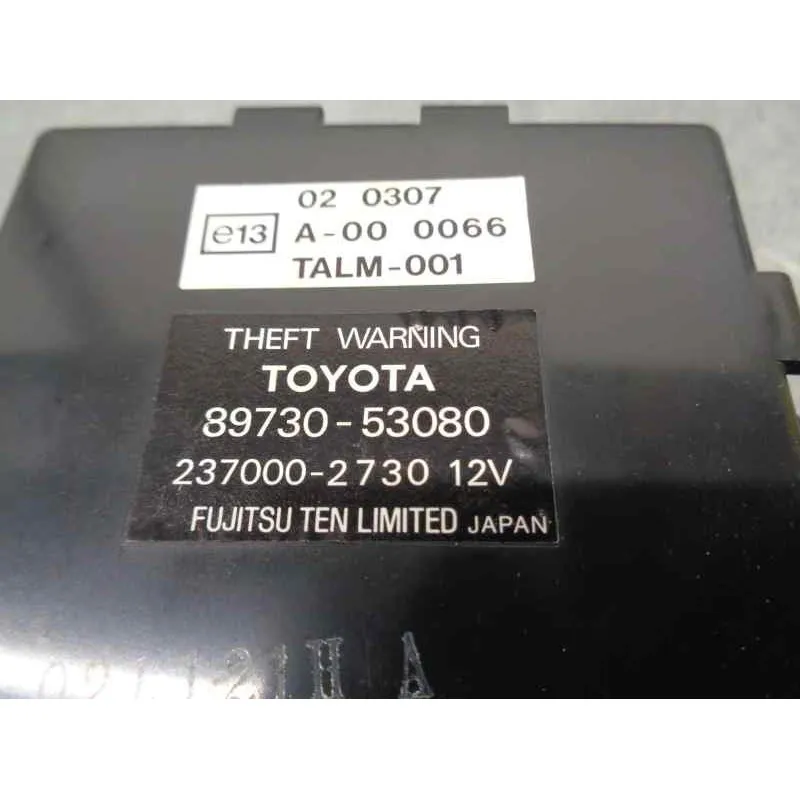 02 0307
e13 A-00 0066
TALM-001
THEFT WARNING
TOYOTA
89730-53080
237000-2730 12V
FUJITSU TEN LIMITED JAPAN